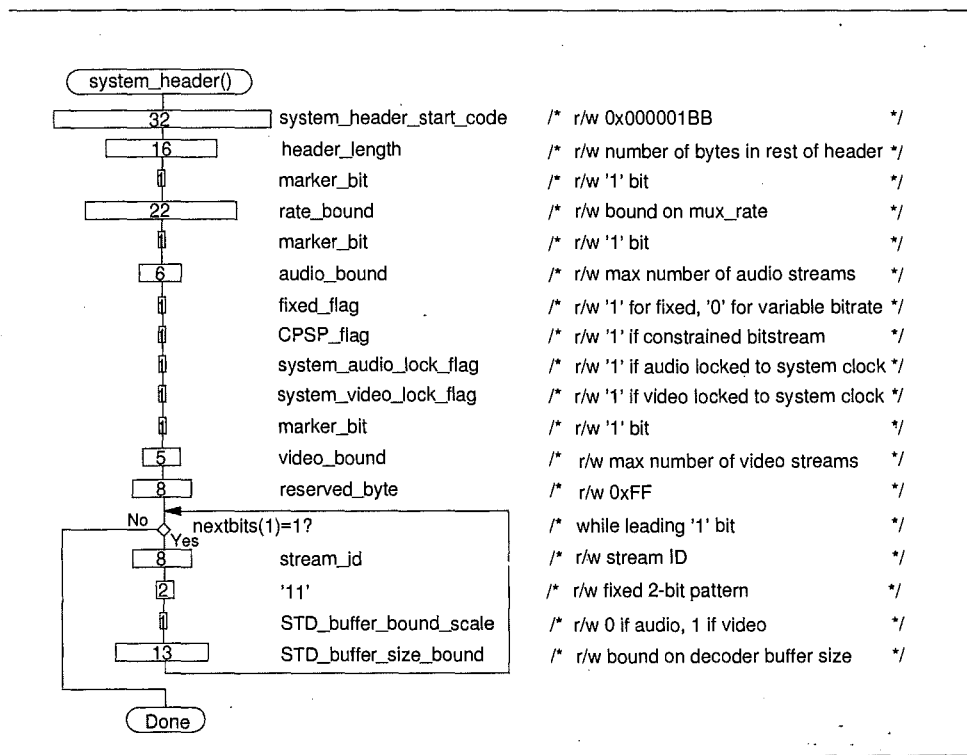 system_header()
32 system_header_start_code /* r/w 0x000001BB */
16 header_length /* r/w number of bytes in rest of header */
1 marker_bit /* r/w '1' bit */
22 rate_bound /* r/w bound on mux_rate */
1 marker_bit /* r/w '1' bit */
6 audio_bound /* r/w max number of audio streams */
1 fixed_flag /* r/w '1' for fixed, '0' for variable bitrate */
1 CPSP_flag /* r/w '1' if constrained bitstream */
1 system_audio_lock_flag /* r/w '1' if audio locked to system clock */
1 system_video_lock_flag /* r/w '1' if video locked to system clock */
1 marker_bit /* r/w '1' bit */
5 video_bound /* r/w max number of video streams */
8 reserved_byte /* r/w 0xFF */
No nextbits(1)=1? /* while leading '1' bit */
Yes
8 stream_id /* r/w stream ID */
2 '11' /* r/w fixed 2-bit pattern */
1 STD_buffer_bound_scale /* r/w 0 if audio, 1 if video */
13 STD_buffer_size_bound /* r/w bound on decoder buffer size */
Done